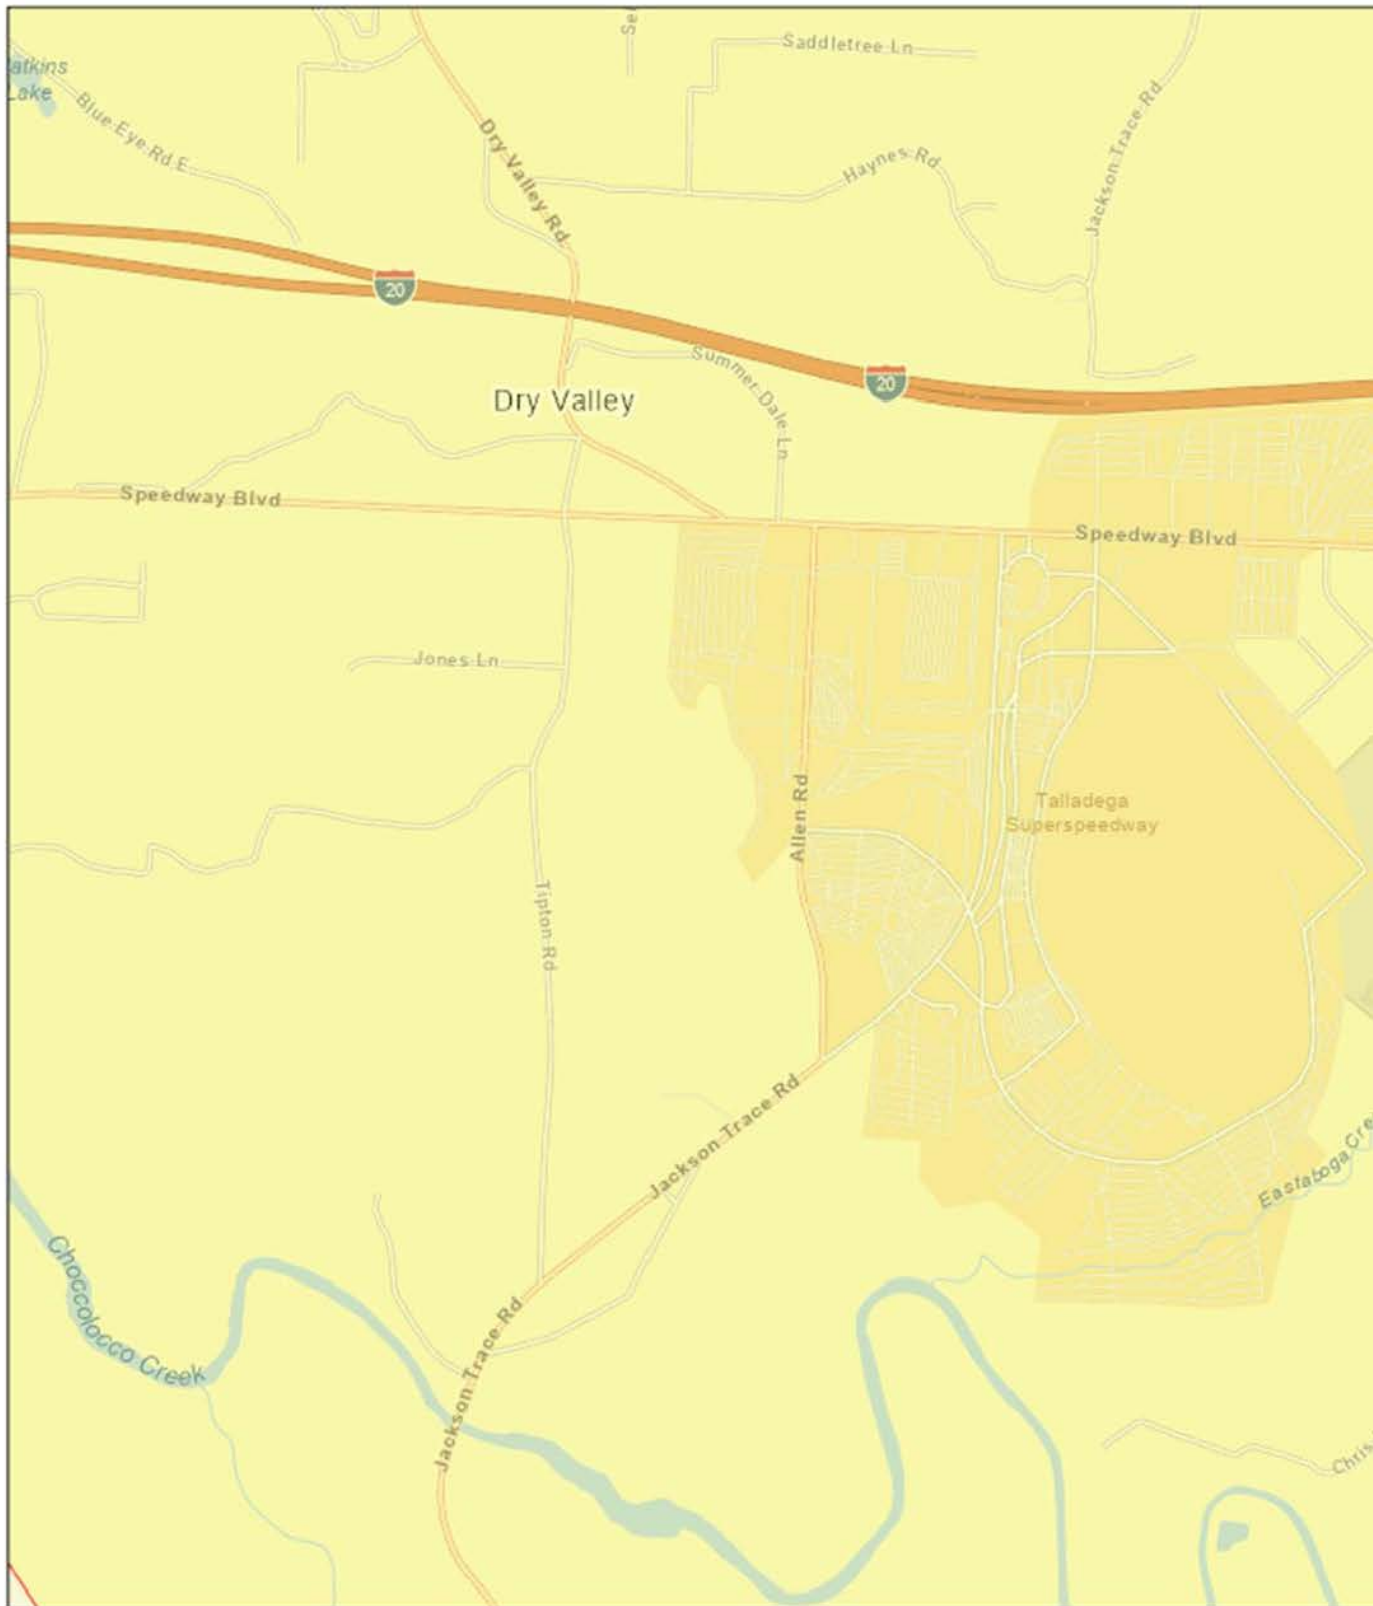 Saddletree Ln
Lake
Blue Eye Rd E
Dry Valley Rd
Haynes Rd
Jackson Trace Rd
20
Summer Dale Ln
20
Dry Valley
Speedway Blvd
Speedway Blvd
Jones Ln
Talladega
Superspeedway
Allen Rd
Tipton Rd
Jackson Trace Rd
Eastaboga
Choccolocco Creek
Jackson Trace Rd